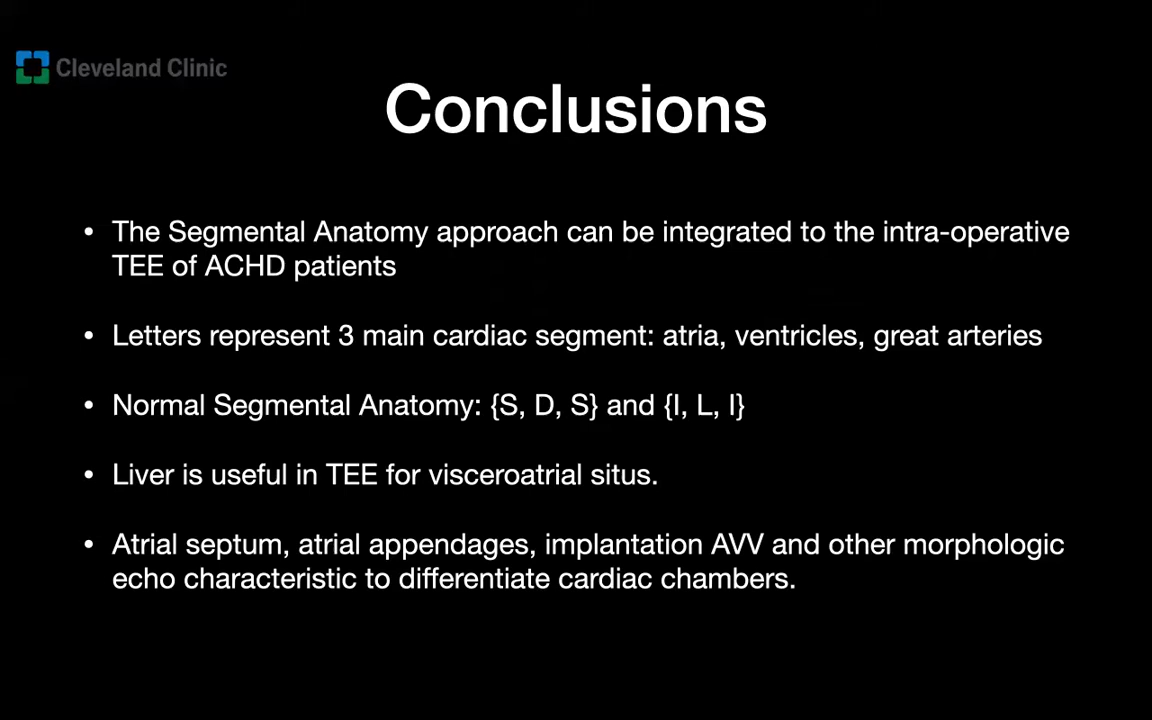 Cleveland Clinic
Conclusions
• The Segmental Anatomy approach can be integrated to the intra-operative
TEE of ACHD patients
• Letters represent 3 main cardiac segment: atria, ventricles, great arteries
• Normal Segmental Anatomy: {S, D, S} and {I, L, I}
• Liver is useful in TEE for visceroatrial situs.
• Atrial septum, atrial appendages, implantation AVV and other morphologic
echo characteristic to differentiate cardiac chambers.